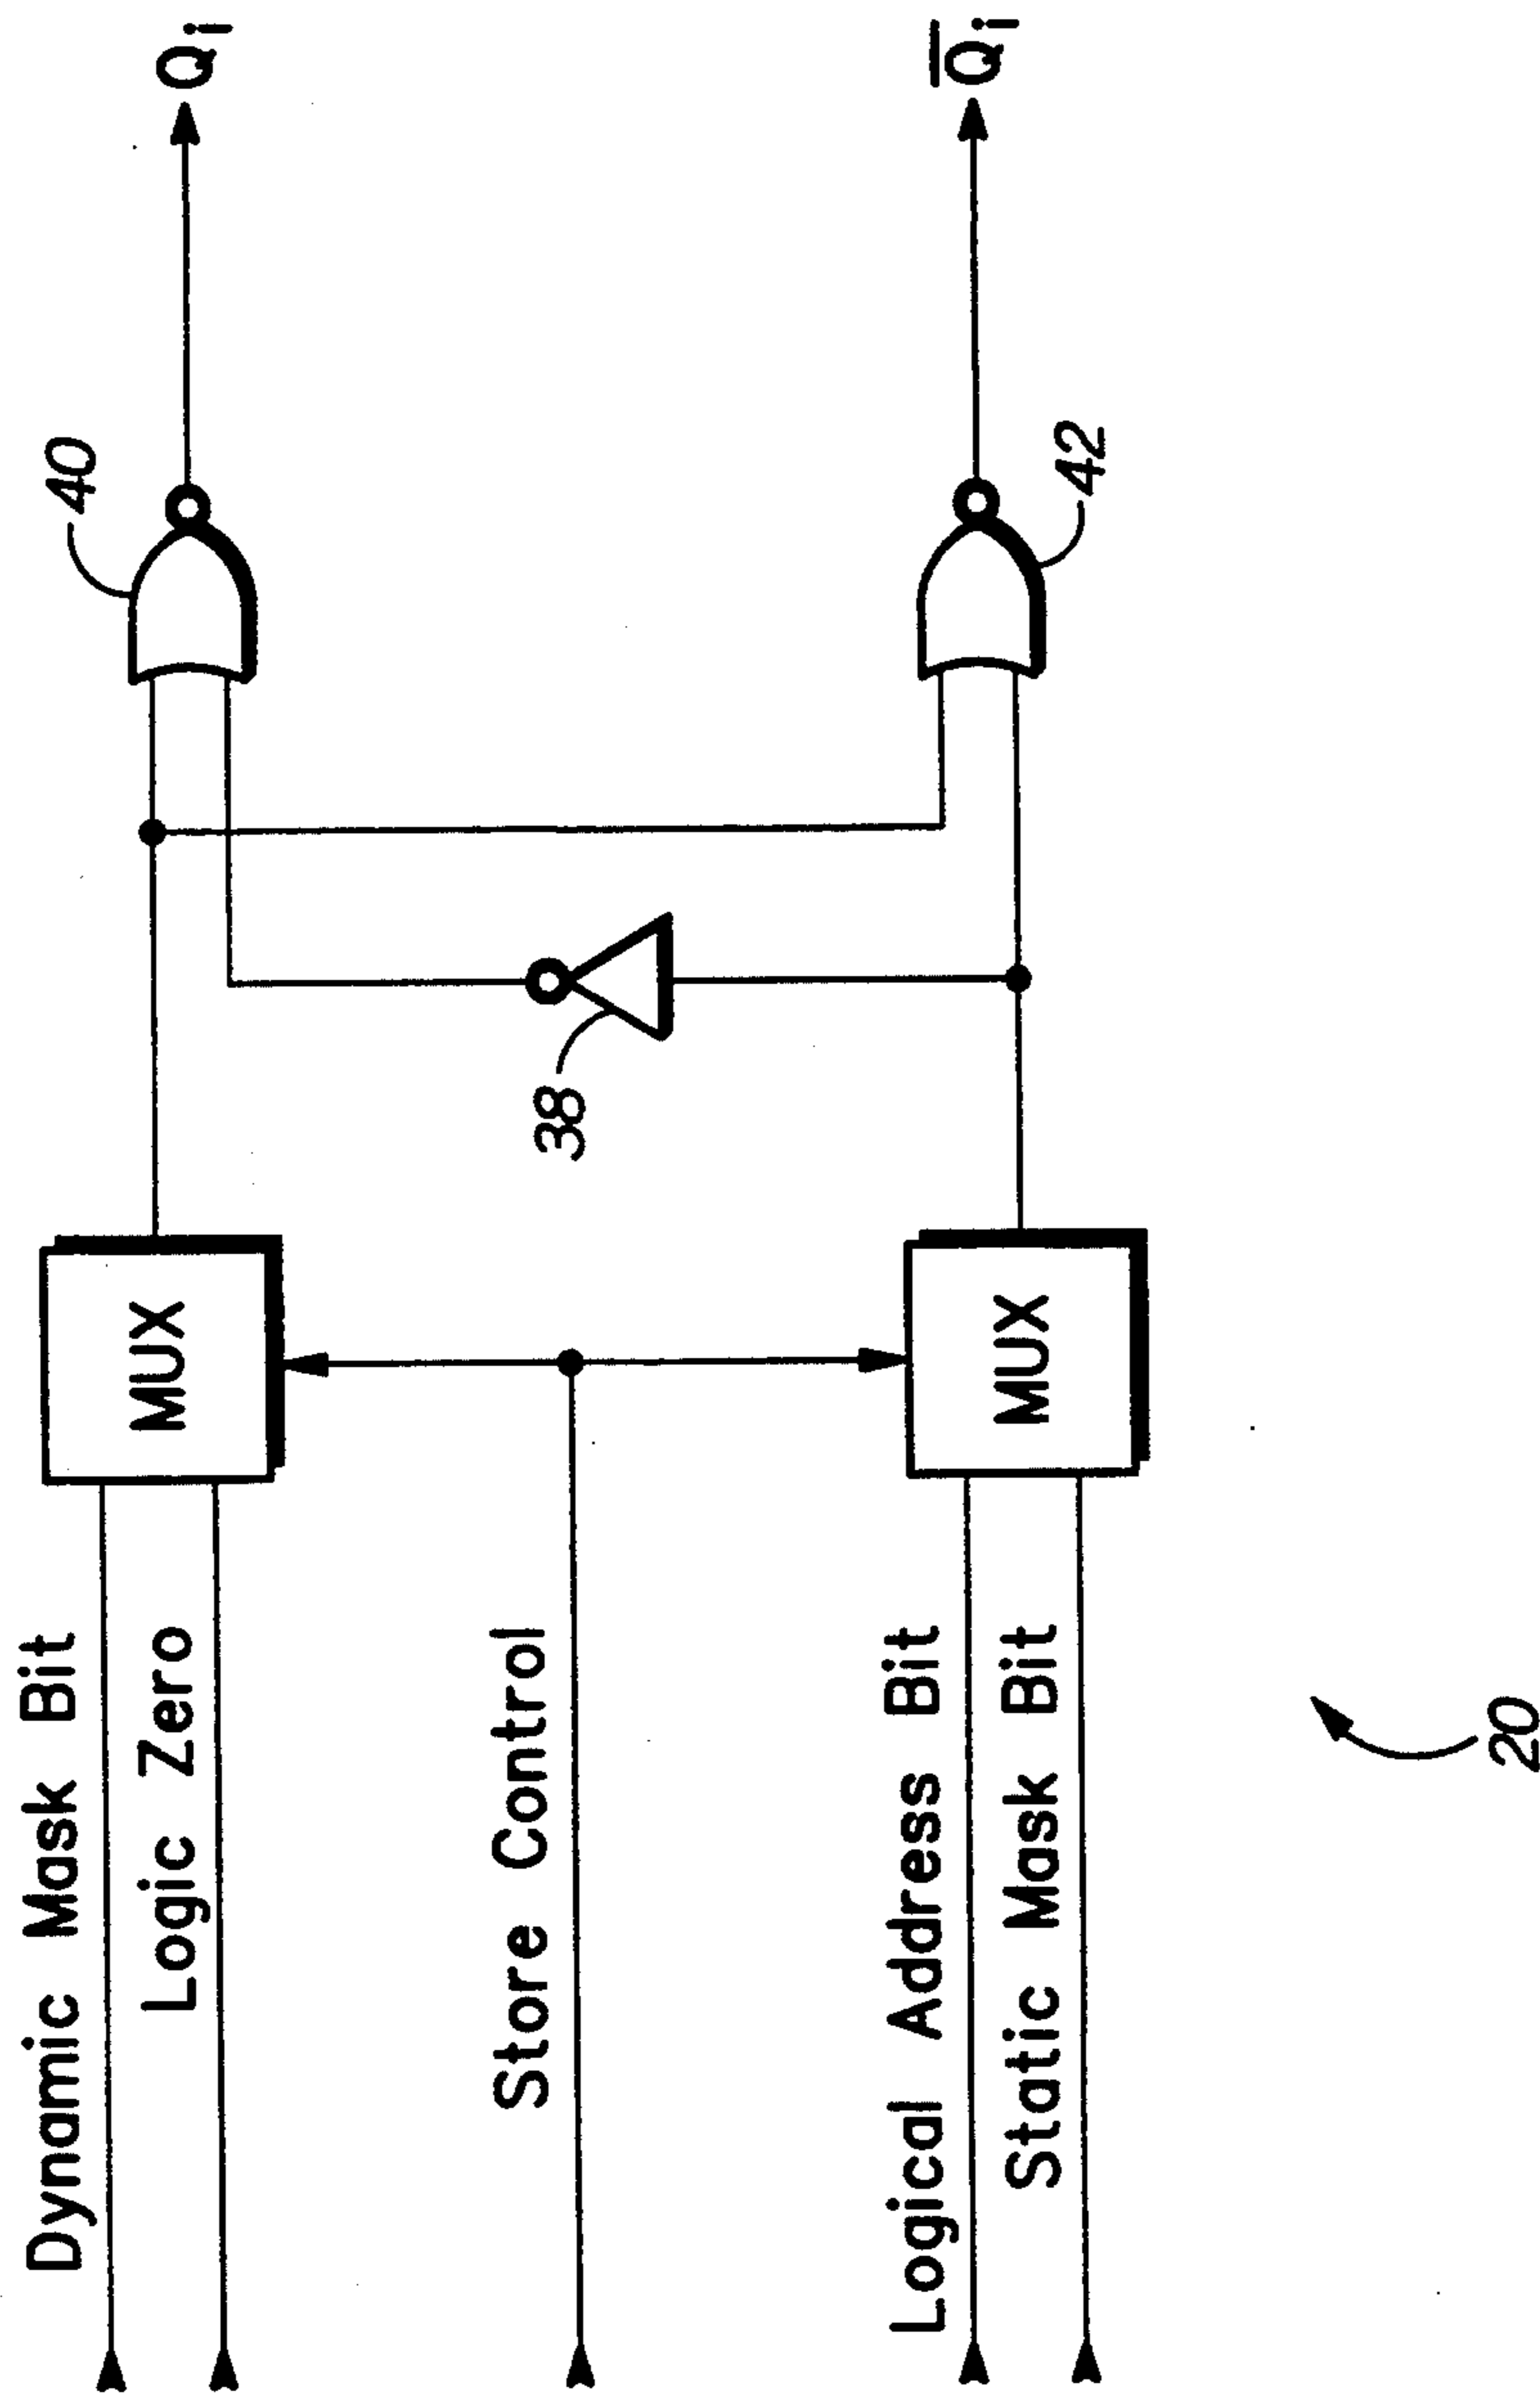 Dynamic Mask Bit
Logic Zero
MUX
40
Qi
Store Control
38
Logical Address Bit
Static Mask Bit
MUX
42
Q̅i
20